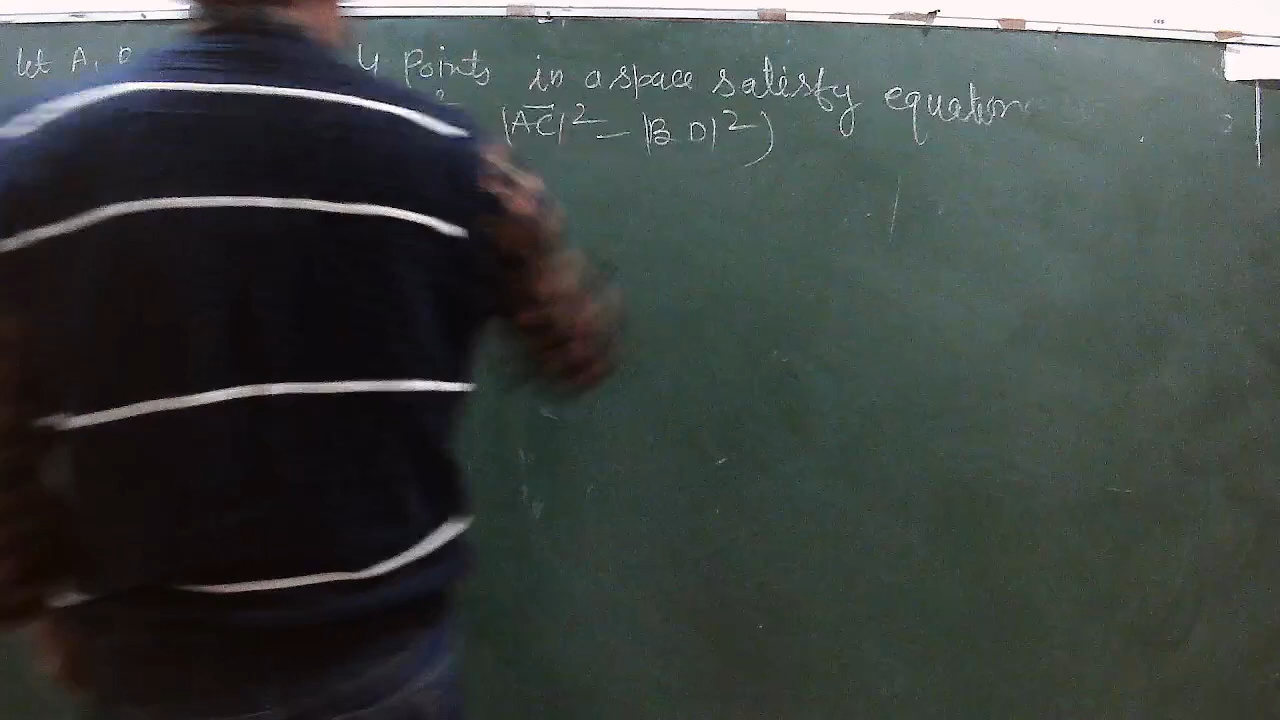 let A, 4 Points in a space satisfy equation
|AC|² - |BD|²)